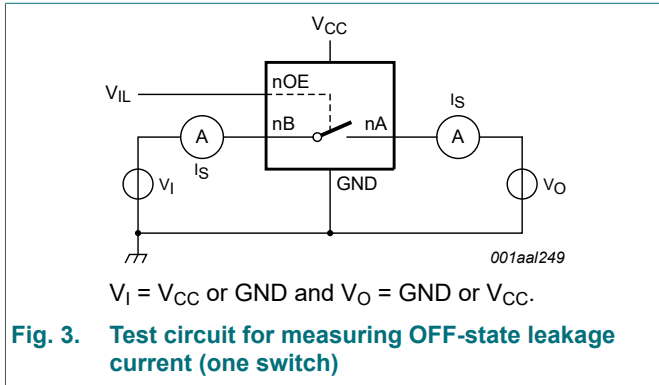 VCC
nOE
VIL
IS
nB
nA
A
A
IS
VI
GND
VO
001aal249
VI = VCC or GND and VO = GND or VCC.
Fig. 3. Test circuit for measuring OFF-state leakage
current (one switch)